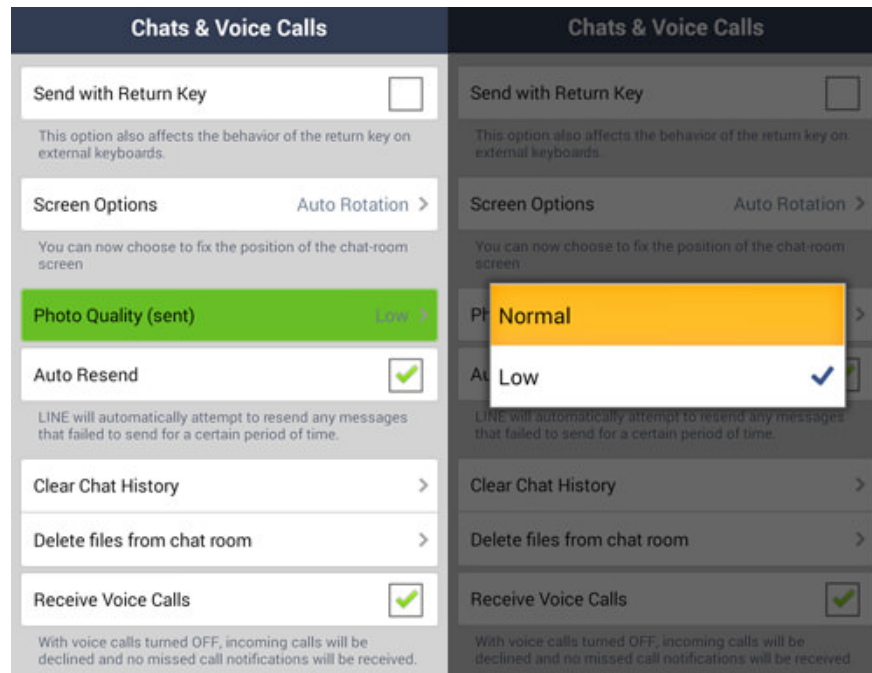 Chats & Voice Calls
Send with Return Key
This option also affects the behavior of the return key on
external keyboards.
Screen Options
Auto Rotation >
You can now choose to fix the position of the chat-room
screen
Photo Quality (sent)
Low >
Auto Resend
LINE will automatically attempt to resend any messages
that failed to send for a certain period of time.
Clear Chat History >
Delete files from chat room >
Receive Voice Calls
With voice calls turned OFF, incoming calls will be
declined and no missed call notifications will be received.
Chats & Voice Calls
Send with Return Key
This option also affects the behavior of the return key on
external keyboards.
Screen Options
Auto Rotation >
You can now choose to fix the position of the chat-room
screen
Ph
>
Normal
Au
Low
LINE will automatically attempt to resend any messages
that failed to send for a certain period of time.
Clear Chat History >
Delete files from chat room >
Receive Voice Calls
With voice calls turned OFF, incoming calls will be
declined and no missed call notifications will be received